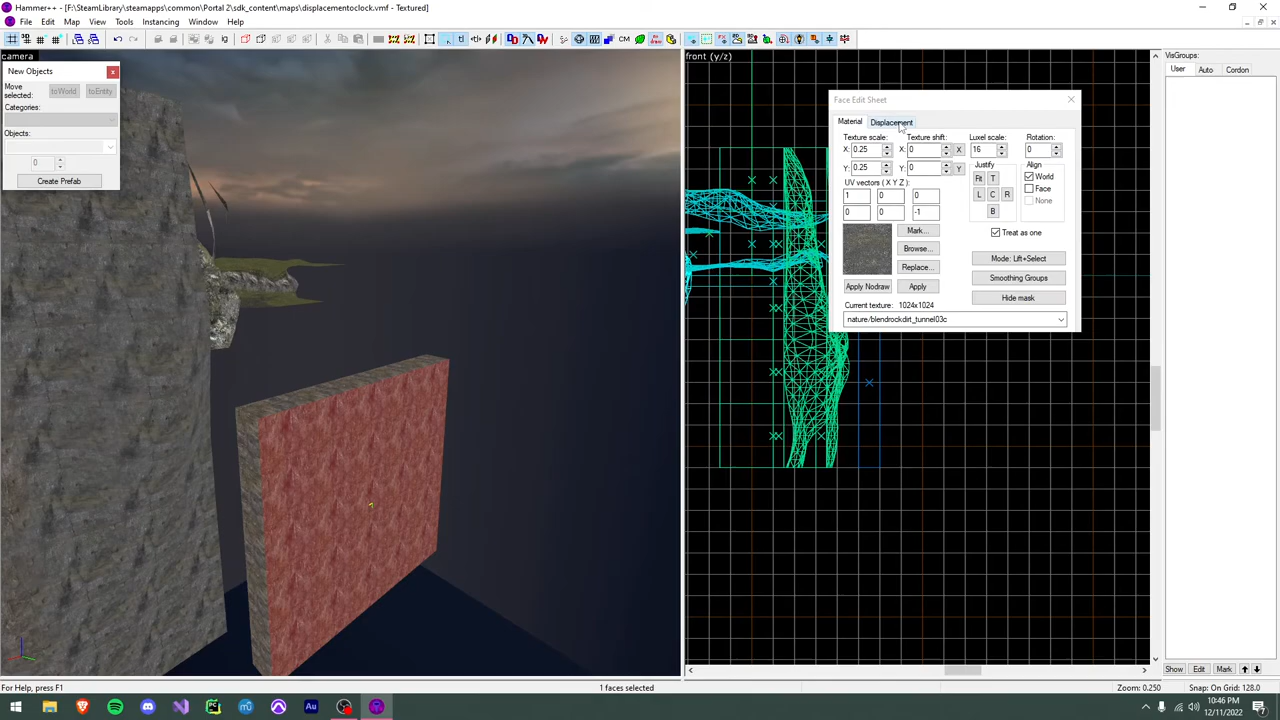 Hammer++ - [F:\SteamLibrary\steamapps\common\Portal 2\sdk_content\maps\displacementoclock.vmf - Textured]
File Edit Map View Tools Instancing Window Help
camera
New Objects
Move selected:
toWorld
toEntity
Categories:
Objects:
0
Create Prefab
front (y/z)
Face Edit Sheet
Material
Displacement
Texture scale: Texture shift: Luxel scale: Rotation:
X: 0.25 X: 0 X 16 0
Y: 0.25 Y: 0 Y
Justify
Align
Fit T
World
L C R
Face
B
None
UV vectors ( X Y Z ):
1 0 0
0 0 -1
Mark...
Treat as one
Browse...
Mode: Lift+Select
Replace...
Smoothing Groups
Apply Nodraw
Apply
Hide mask
Current texture: 1024x1024
nature/blendrockdirt_tunnel03c
VisGroups:
User Auto Cordon
Show Edit Mark
For Help, press F1
1 faces selected
Zoom: 0.250
Snap: On Grid: 128.0
10:46 PM
12/11/2022